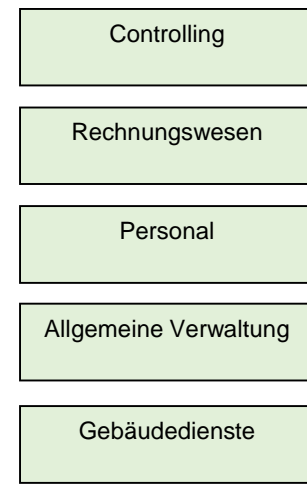 Controlling
Rechnungswesen
Personal
Allgemeine Verwaltung
Gebäudedienste